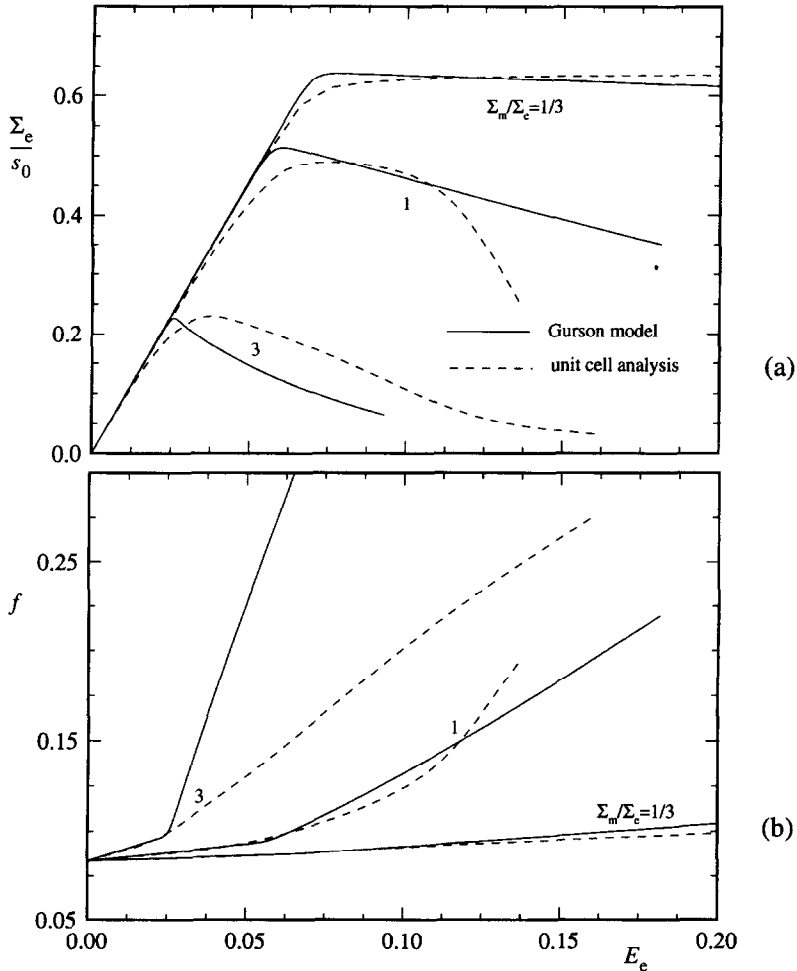 0.6
Σₘ/Σₑ=1/3
Σₑ
s₀
0.4
1
Gurson model
0.2
3
unit cell analysis
(a)
0.0
0.25
f
0.15
1
3
Σₘ/Σₑ=1/3
(b)
0.05
0.00
0.05
0.10
0.15
Eₑ
0.20